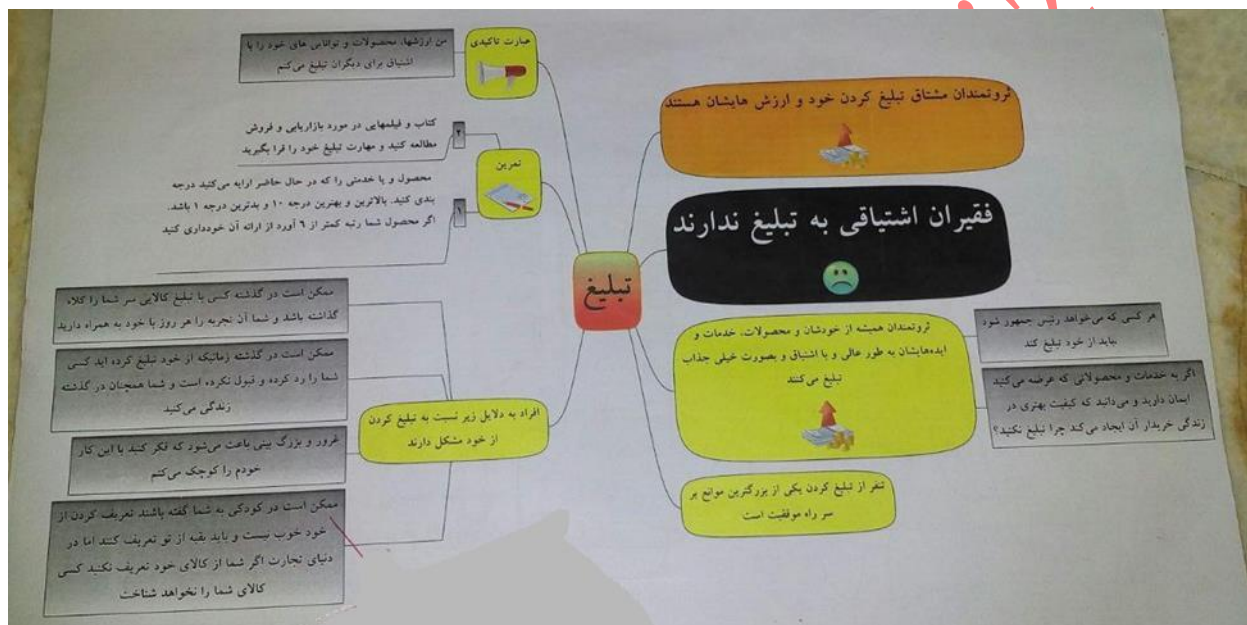 تبلیغ
ثروتمندان مشتاق تبلیغ کردن خود و ارزش هایشان هستند
فقیران اشتیاقی به تبلیغ ندارند
ثروتمندان همیشه از خودشان و محصولات، خدمات و
ایده‌هایشان به طور عالی و با اشتیاق و بصورت خیلی جذاب
تبلیغ می‌کنند
هر کسی که می‌خواهد رئیس جمهور شود
باید از خود تبلیغ کند
اگر به خدمات و محصولاتی که عرضه می‌کنید
ایمان دارید و می‌دانید که کیفیت بهتری در
زندگی خریدار آن ایجاد می‌کند چرا تبلیغ نکنید؟
تنفر از تبلیغ کردن یکی از بزرگترین موانع بر
سر راه موفقیت است
عبارت تاکیدی
من ارزشها، محصولات و توانایی های خود را با
اشتیاق برای دیگران تبلیغ می‌کنم
تمرین
۲
کتاب و فیلمهایی در مورد بازاریابی و فروش
مطالعه کنید و مهارت تبلیغ خود را فرا بگیرید
۱
محصول و یا خدمتی را که در حال حاضر ارایه می‌کنید درجه
بندی کنید. بالاترین و بهترین درجه ۱۰ و بدترین درجه ۱ باشد.
اگر محصول شما رتبه کمتر از ۶ آورد از ارائه آن خودداری کنید
افراد به دلایل زیر نسبت به تبلیغ کردن
از خود مشکل دارند
ممکن است در گذشته کسی با تبلیغ کالایی سر شما را کلاه
گذاشته باشد و شما آن تجربه را هر روز با خود به همراه دارید
ممکن است در گذشته زمانیکه از خود تبلیغ کرده اید کسی
شما را رد کرده و قبول نکرده است و شما همچنان در گذشته
زندگی می‌کنید
غرور و بزرگ بینی باعث می‌شود که فکر کنید با این کار
خودم را کوچک می‌کنم
ممکن است در کودکی به شما گفته باشند تعریف کردن از
خود خوب نیست و باید بقیه از تو تعریف کنند اما در
دنیای تجارت اگر شما از کالای خود تعریف نکنید کسی
کالای شما را نخواهد شناخت